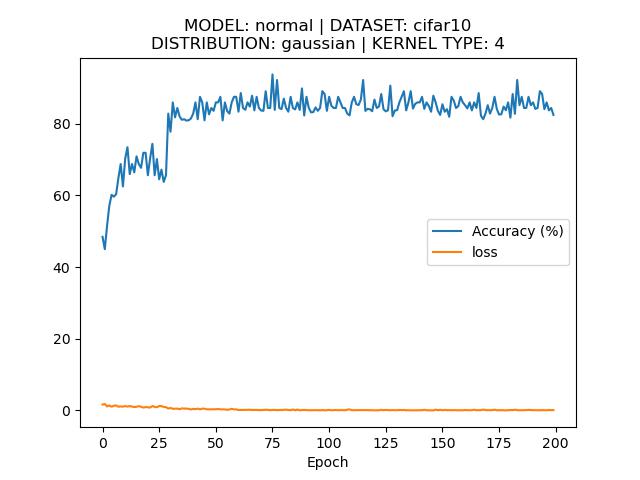 MODEL: normal | DATASET: cifar10
DISTRIBUTION: gaussian | KERNEL TYPE: 4
80
60
40
20
0
Accuracy (%)
loss
0 25 50 75 100 125 150 175 200
Epoch